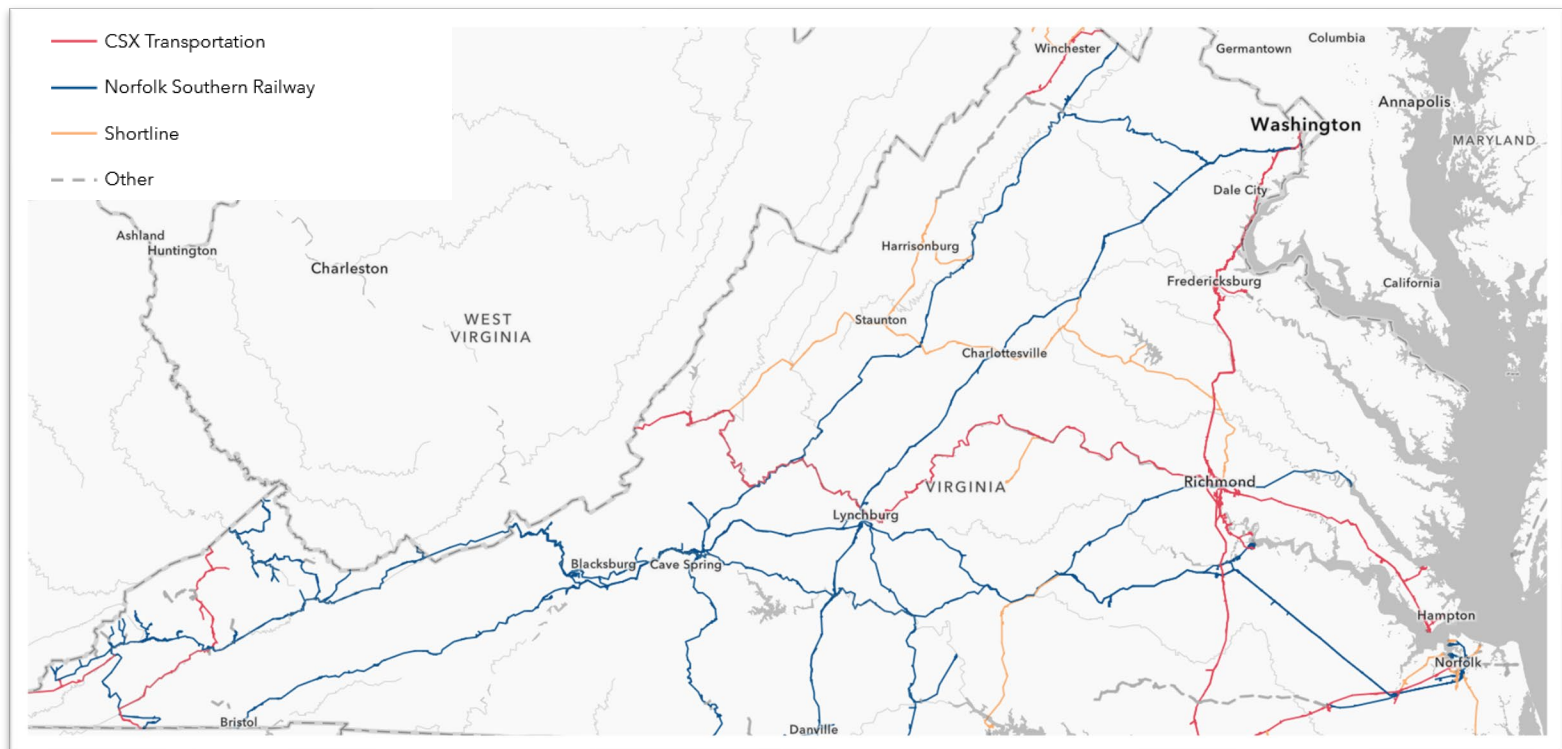 CSX Transportation
Norfolk Southern Railway
Shortline
Other
Winchester
Germantown
Columbia
Annapolis
Washington
MARYLAND
Dale City
Ashland
Huntington
Charleston
Harrisonburg
Fredericksburg
California
WEST
VIRGINIA
Staunton
Charlottesville
VIRGINIA
Richmond
Lynchburg
Blacksburg
Cave Spring
Hampton
Norfolk
Bristol
Danville